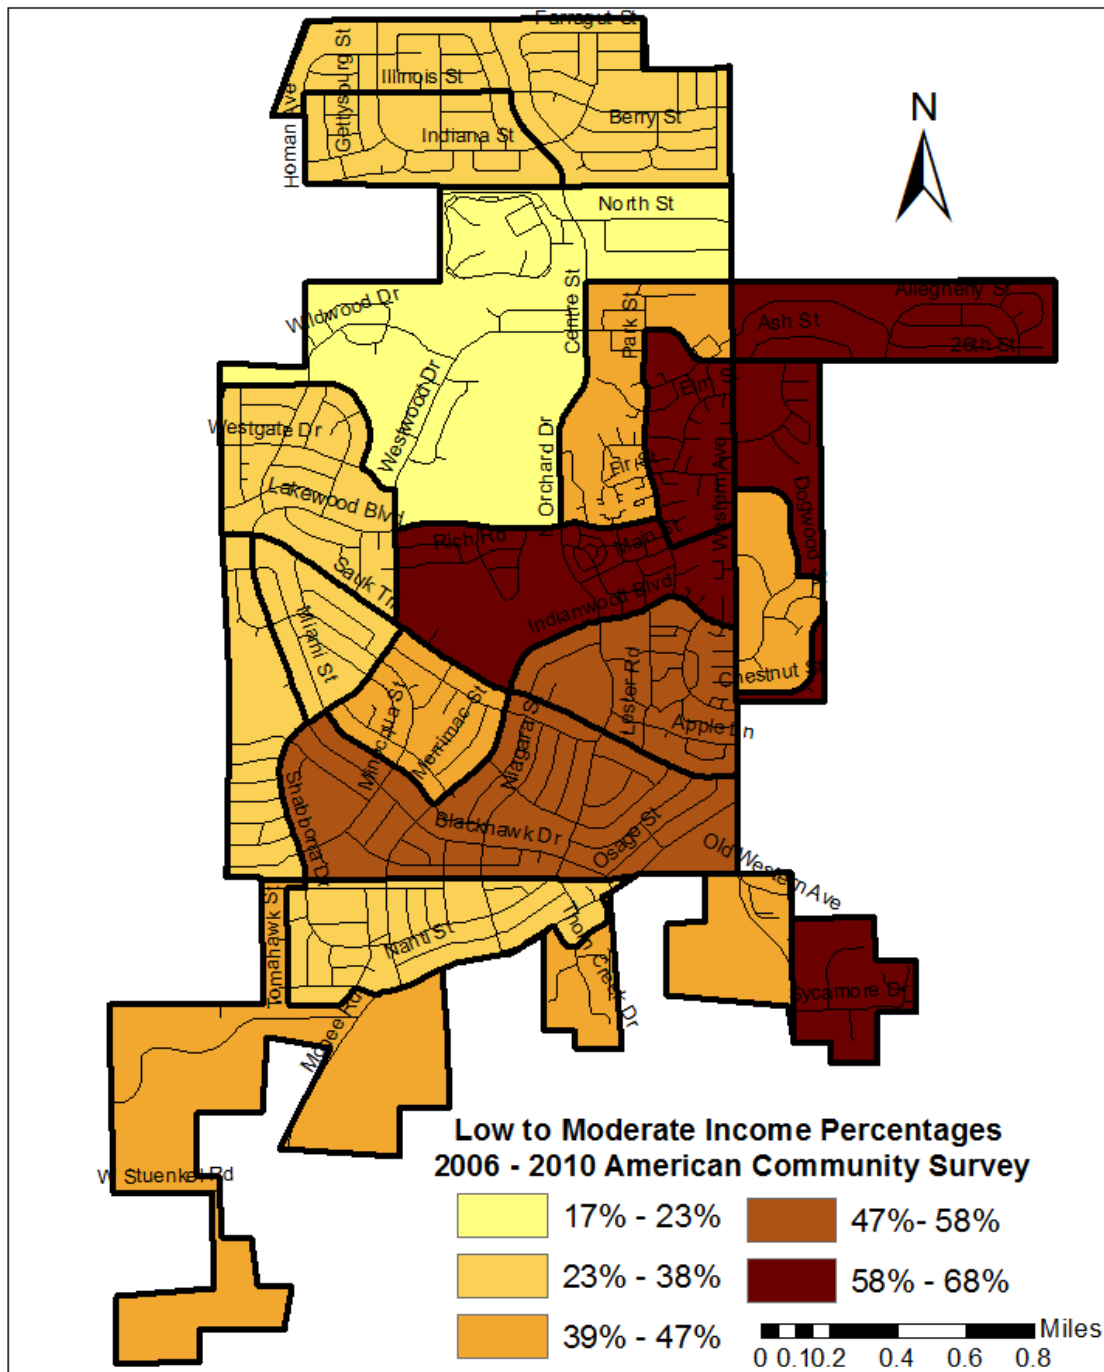 Farragut St
Gettysburg St
Illinois St
Homan Ave
Indiana St
Berry St
N
North St
Wildwood Dr
Centre St
Park St
Allegheny St
Ash St
26th St
Westwood Dr
Elm St
Westgate Dr
N Orchard Dr
Fir St
Western Ave
Lakewood Blvd
Dogwood St
Rich Rd
Main St
Sauk Trl
Indianwood Blvd
Miami St
Chestnut St
Lester Rd
Minocqua St
Merrimac St
Niagara St
Apple Ln
Shabbona Dr
Blackhawk Dr
Osage St
Old Western Ave
Tomahawk St
Nanti St
Thorn Creek Dr
Sycamore Dr
Mcgee Rd
W Stuenkel Rd
Low to Moderate Income Percentages
2006 - 2010 American Community Survey
17% - 23%
47%- 58%
23% - 38%
58% - 68%
39% - 47%
Miles
0 0.10.2 0.4 0.6 0.8